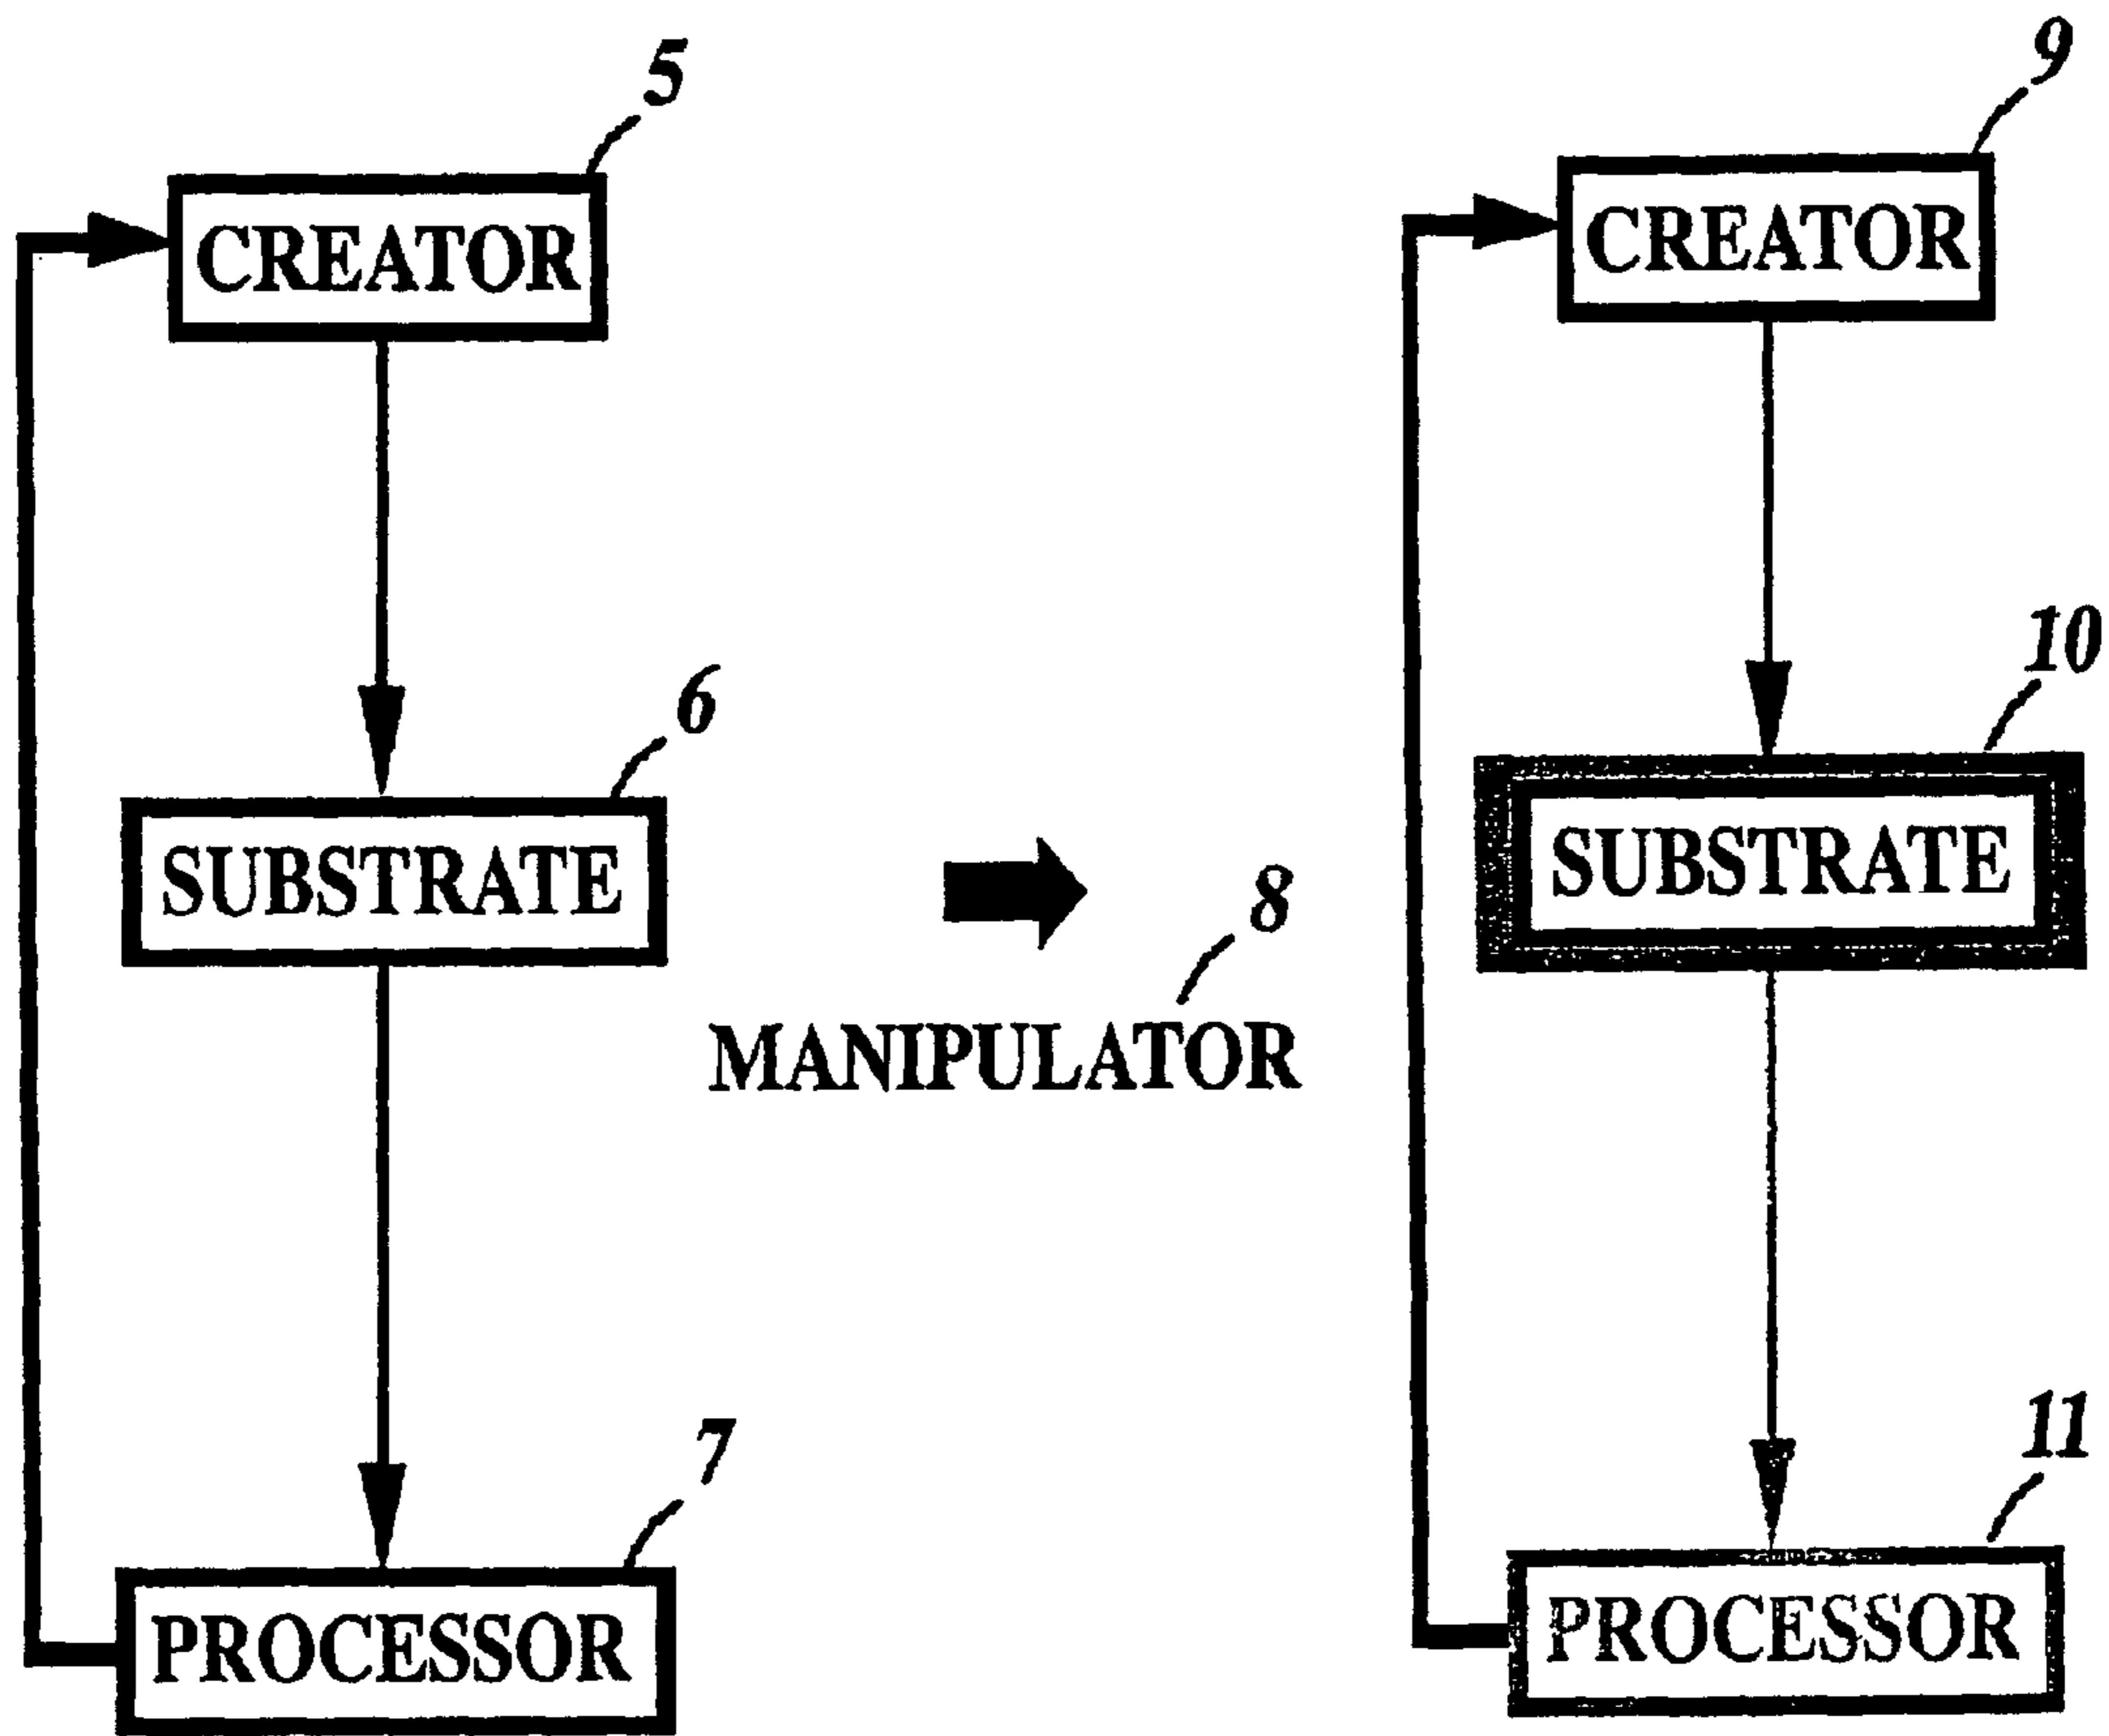 5
CREATOR
6
SUBSTRATE
7
PROCESSOR
8
MANIPULATOR
9
CREATOR
10
SUBSTRATE
11
PROCESSOR